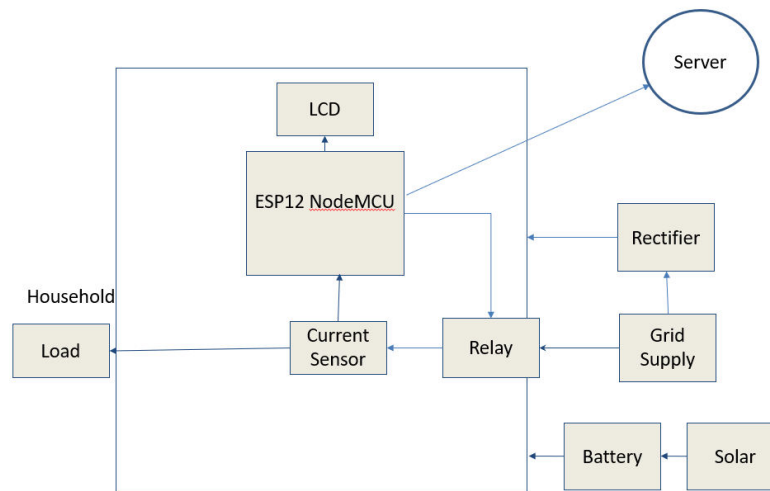 Server
LCD
ESP12 NodeMCU
Rectifier
Household
Load
Current
Sensor
Relay
Grid
Supply
Battery
Solar